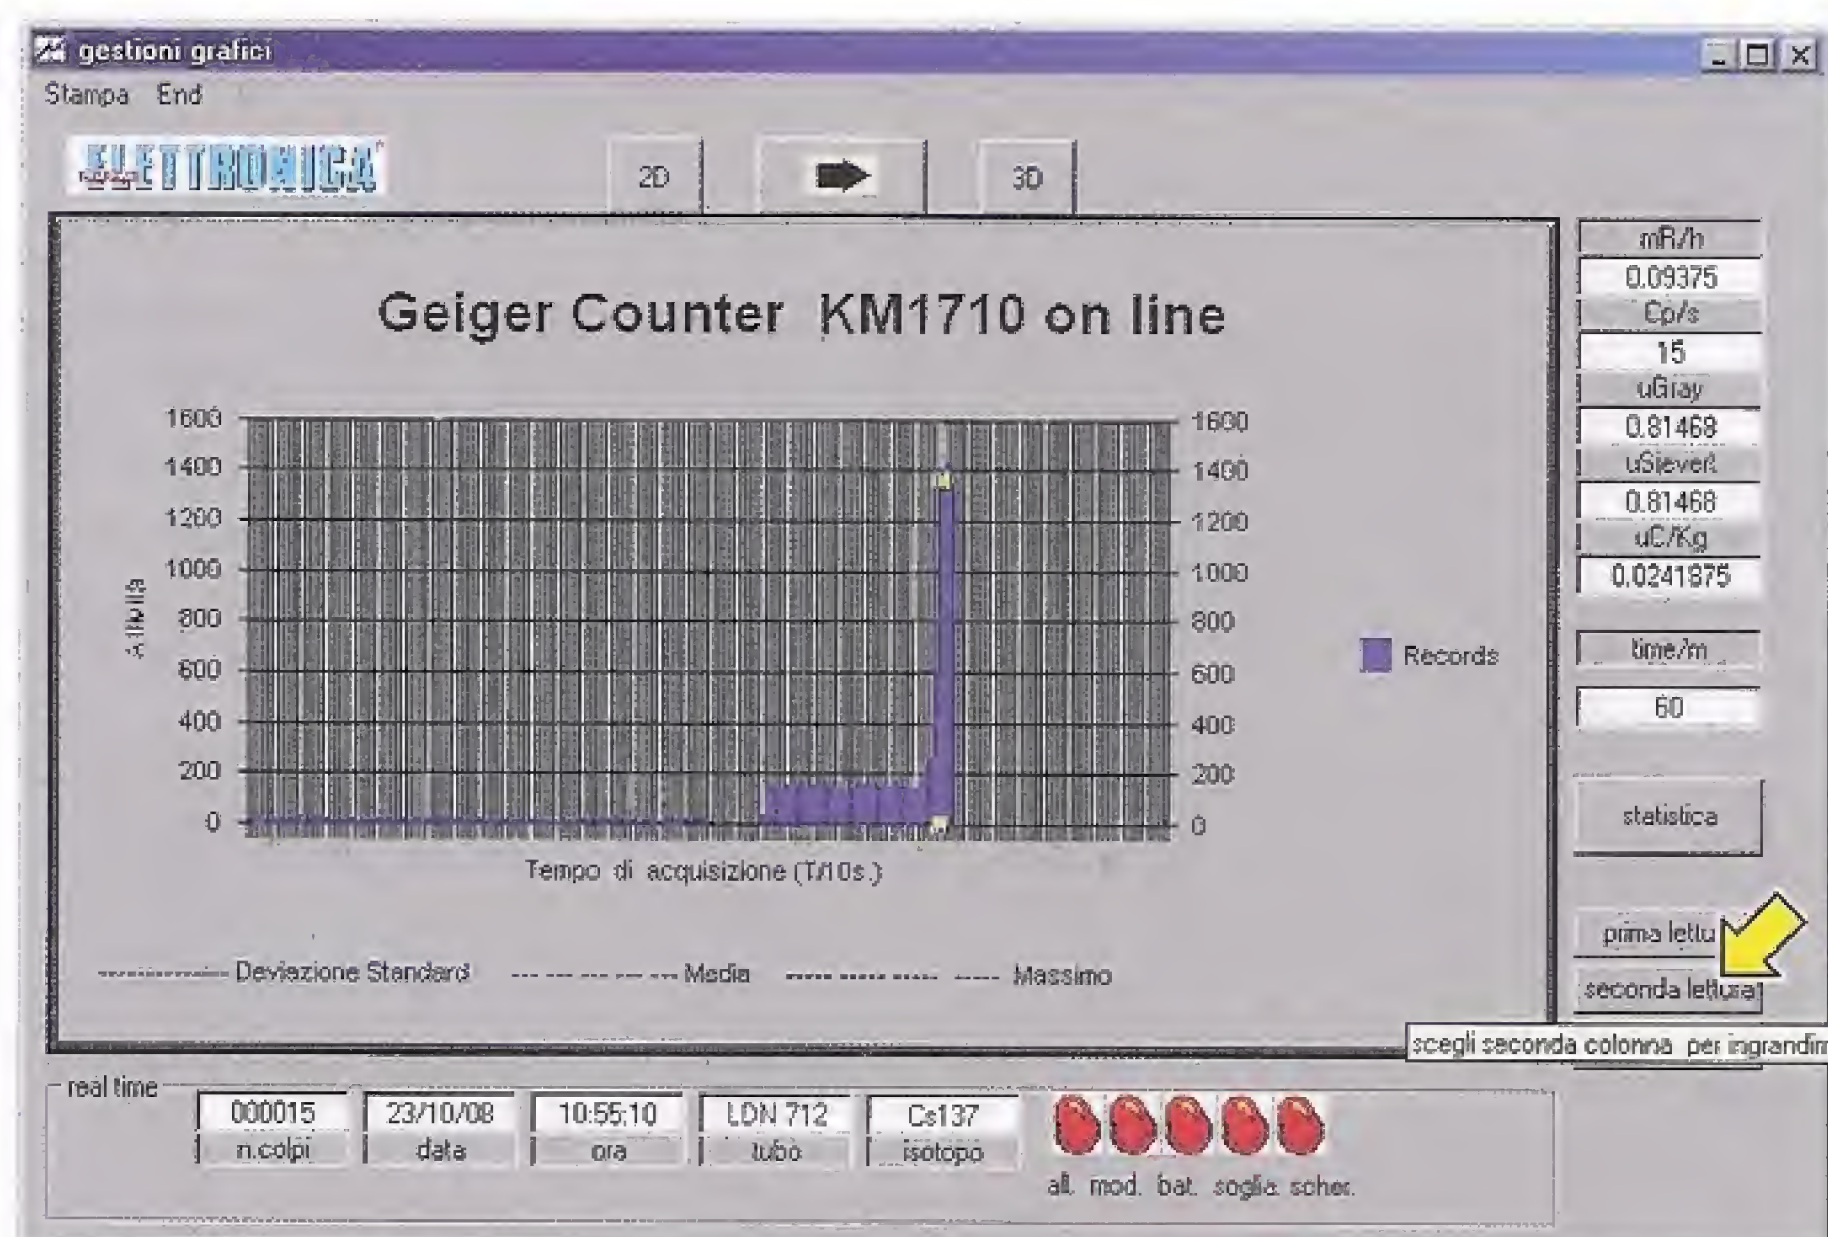 gestioni grafici
Stampa End
ELETTRONICA
2D
3D
Geiger Counter KM1710 on line
1600
1400
1200
1000
800
600
400
200
0
1600
1400
1200
1000
800
600
400
200
0
Attività
Tempo di acquisizione (T/10s.)
Records
Deviazione Standard Media Massimo
mR/h
0.09375
Cp/s
15
uGray
0.81468
uSievert
0.81468
uC/Kg
0.0241875
time/m
60
statistica
prima lettu
seconda lettura
scegli seconda colonna per ingrandim
real time
000015 23/10/08 10:55:10 LDN 712 Cs137
n.colpi data ora tubo isotopo
all. mod. bat. soglia scher.